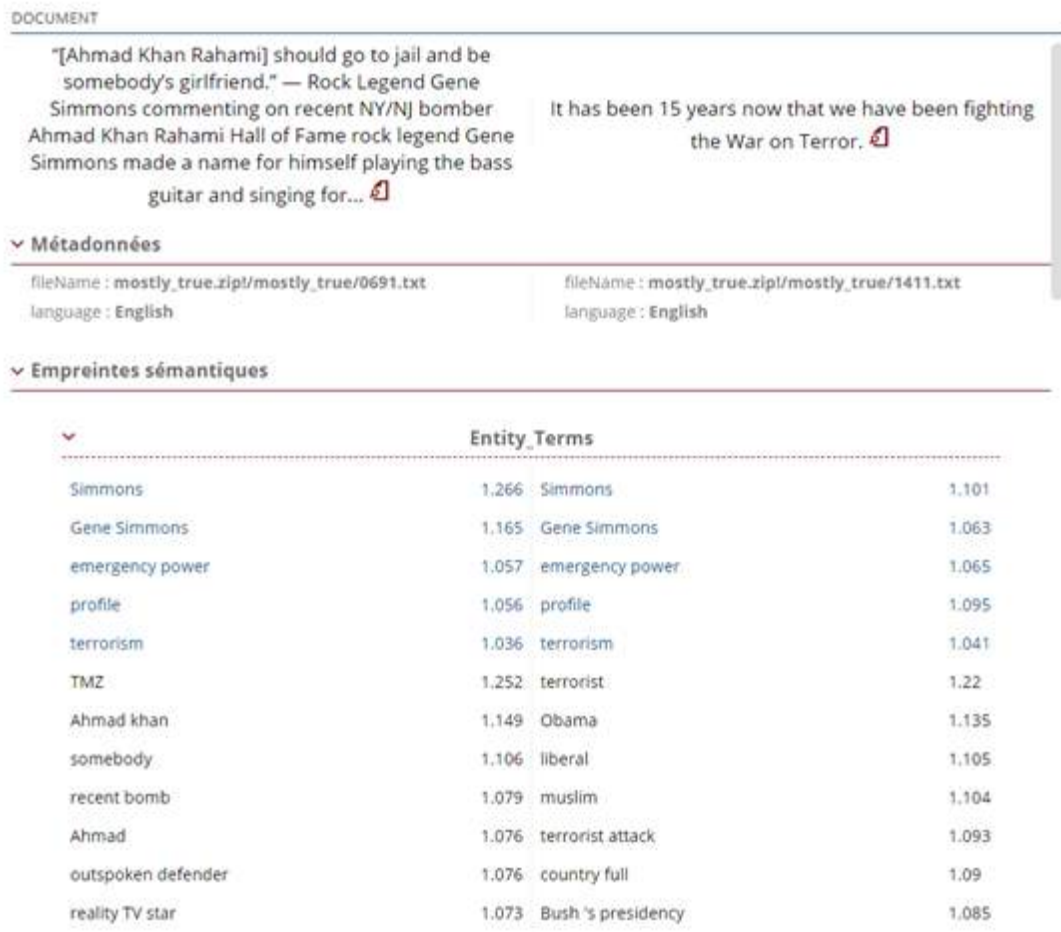 DOCUMENT
“[Ahmad Khan Rahami] should go to jail and be
somebody’s girlfriend.” — Rock Legend Gene
Simmons commenting on recent NY/NJ bomber
Ahmad Khan Rahami Hall of Fame rock legend Gene
Simmons made a name for himself playing the bass
guitar and singing for...
It has been 15 years now that we have been fighting
the War on Terror.
Métadonnées
fileName : mostly_true.zip!/mostly_true/0691.txt
fileName : mostly_true.zip!/mostly_true/1411.txt
language : English
language : English
Empreintes sémantiques
Entity_Terms
Simmons 1.266 Simmons 1.101
Gene Simmons 1.165 Gene Simmons 1.063
emergency power 1.057 emergency power 1.065
profile 1.056 profile 1.095
terrorism 1.036 terrorism 1.041
TMZ 1.252 terrorist 1.22
Ahmad khan 1.149 Obama 1.135
somebody 1.106 liberal 1.105
recent bomb 1.079 muslim 1.104
Ahmad 1.076 terrorist attack 1.093
outspoken defender 1.076 country full 1.09
reality TV star 1.073 Bush 's presidency 1.085